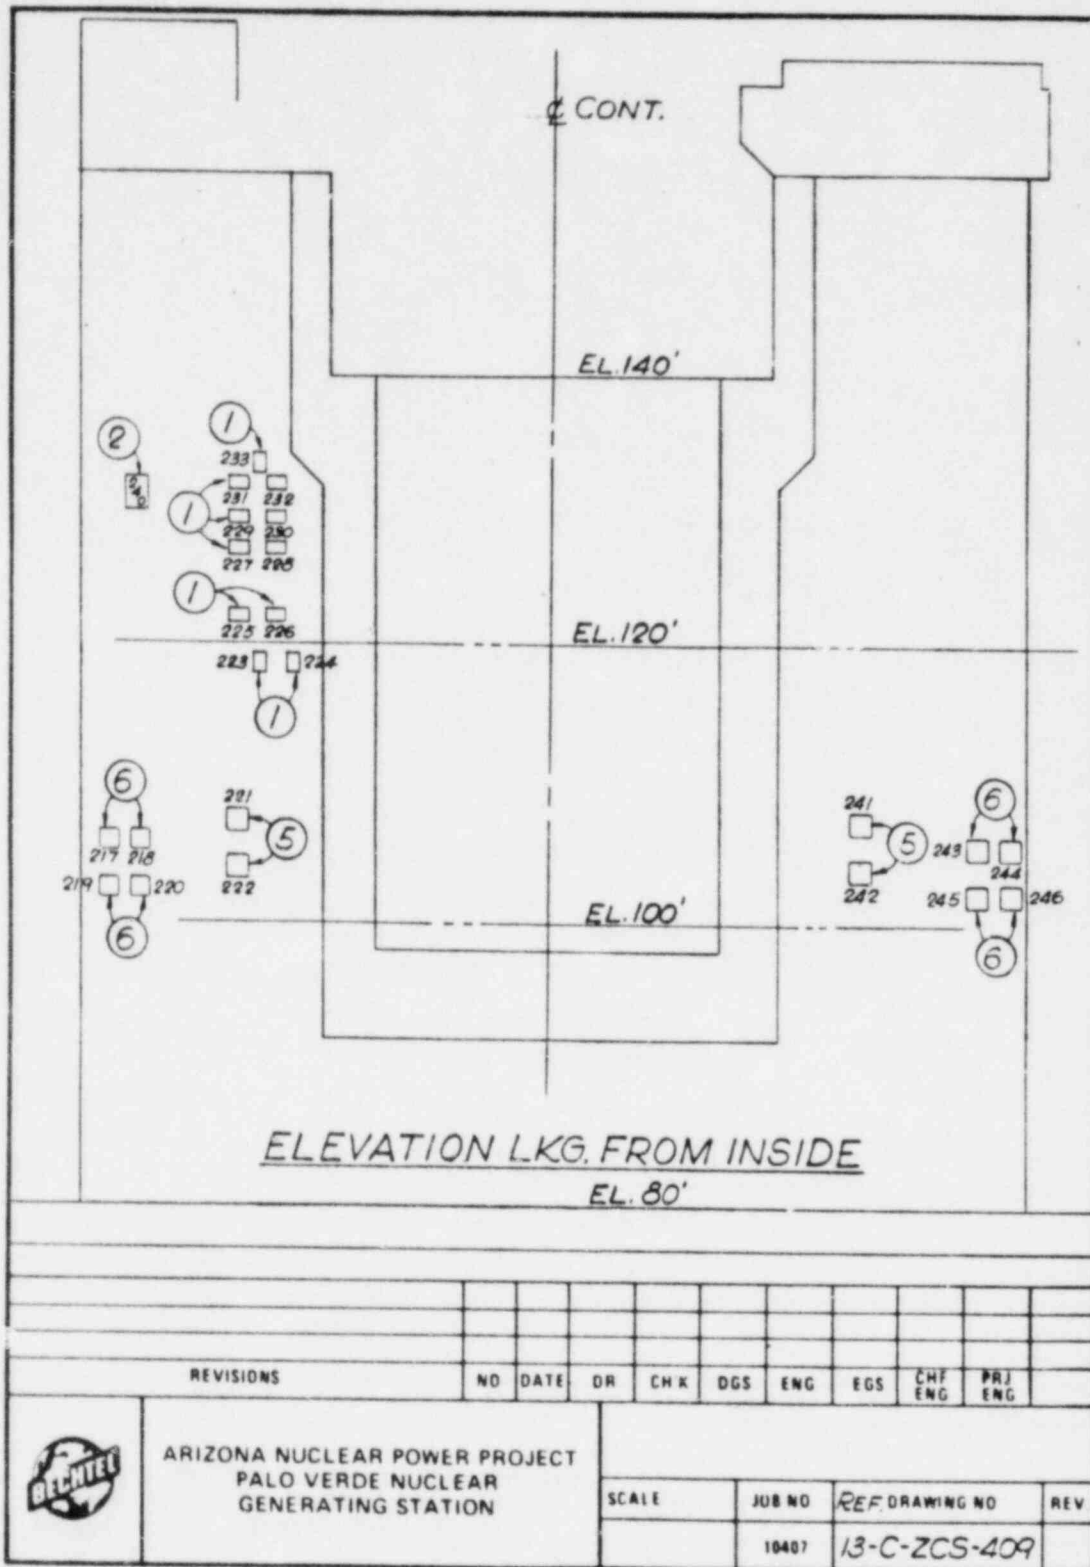 ℄ CONT.
EL.140'
2
1
233
240
231 232
1
229 230
227 228
1
225 226
EL.120'
223 224
1
6
221
217 218
5
219 220
222
6
241
6
5
243
244
242
245 246
6
EL.100'
ELEVATION LKG. FROM INSIDE
EL. 80'
REVISIONS NO DATE DR CHK DGS ENG EGS CHF ENG PRJ ENG
BECHTEL
ARIZONA NUCLEAR POWER PROJECT
PALO VERDE NUCLEAR
GENERATING STATION
SCALE JOB NO REF. DRAWING NO REV
10407 13-C-ZCS-409